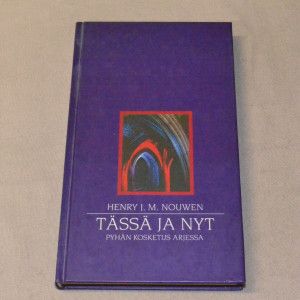 HENRY J. M. NOUWEN
TÄSSÄ JA NYT
PYHÄN KOSKETUS ARJESSA